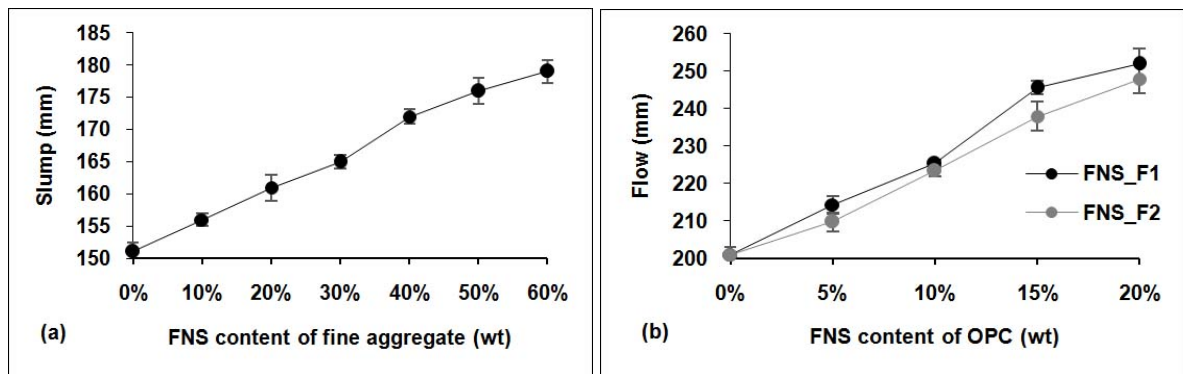 Slump (mm)
185
180
175
170
165
160
155
150
0% 10% 20% 30% 40% 50% 60%
(a) FNS content of fine aggregate (wt)
Flow (mm)
260
250
240
230
220
210
200
FNS_F1
FNS_F2
0% 5% 10% 15% 20%
(b) FNS content of OPC (wt)